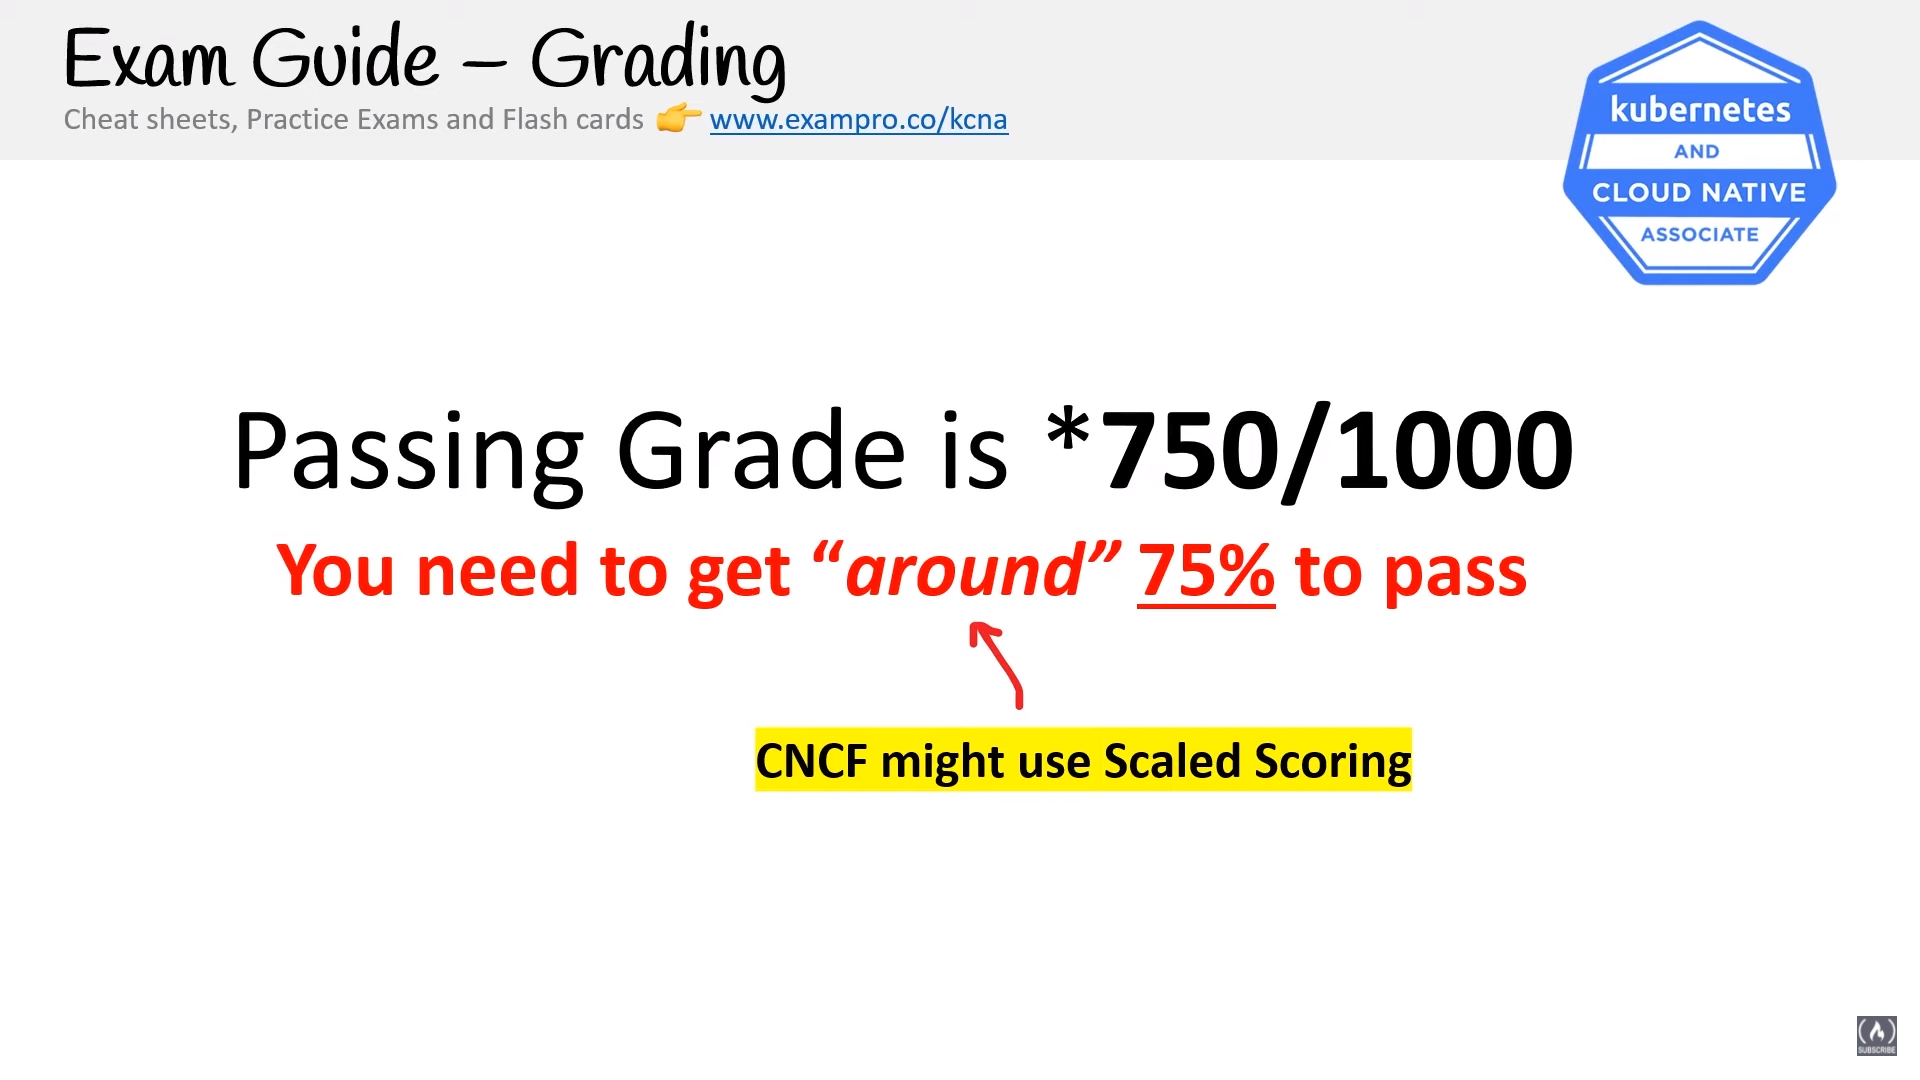 Exam Guide – Grading
Cheat sheets, Practice Exams and Flash cards 👉 www.exampro.co/kcna
kubernetes
AND
CLOUD NATIVE
ASSOCIATE
Passing Grade is *750/1000
You need to get “around” 75% to pass
CNCF might use Scaled Scoring
SUBSCRIBE